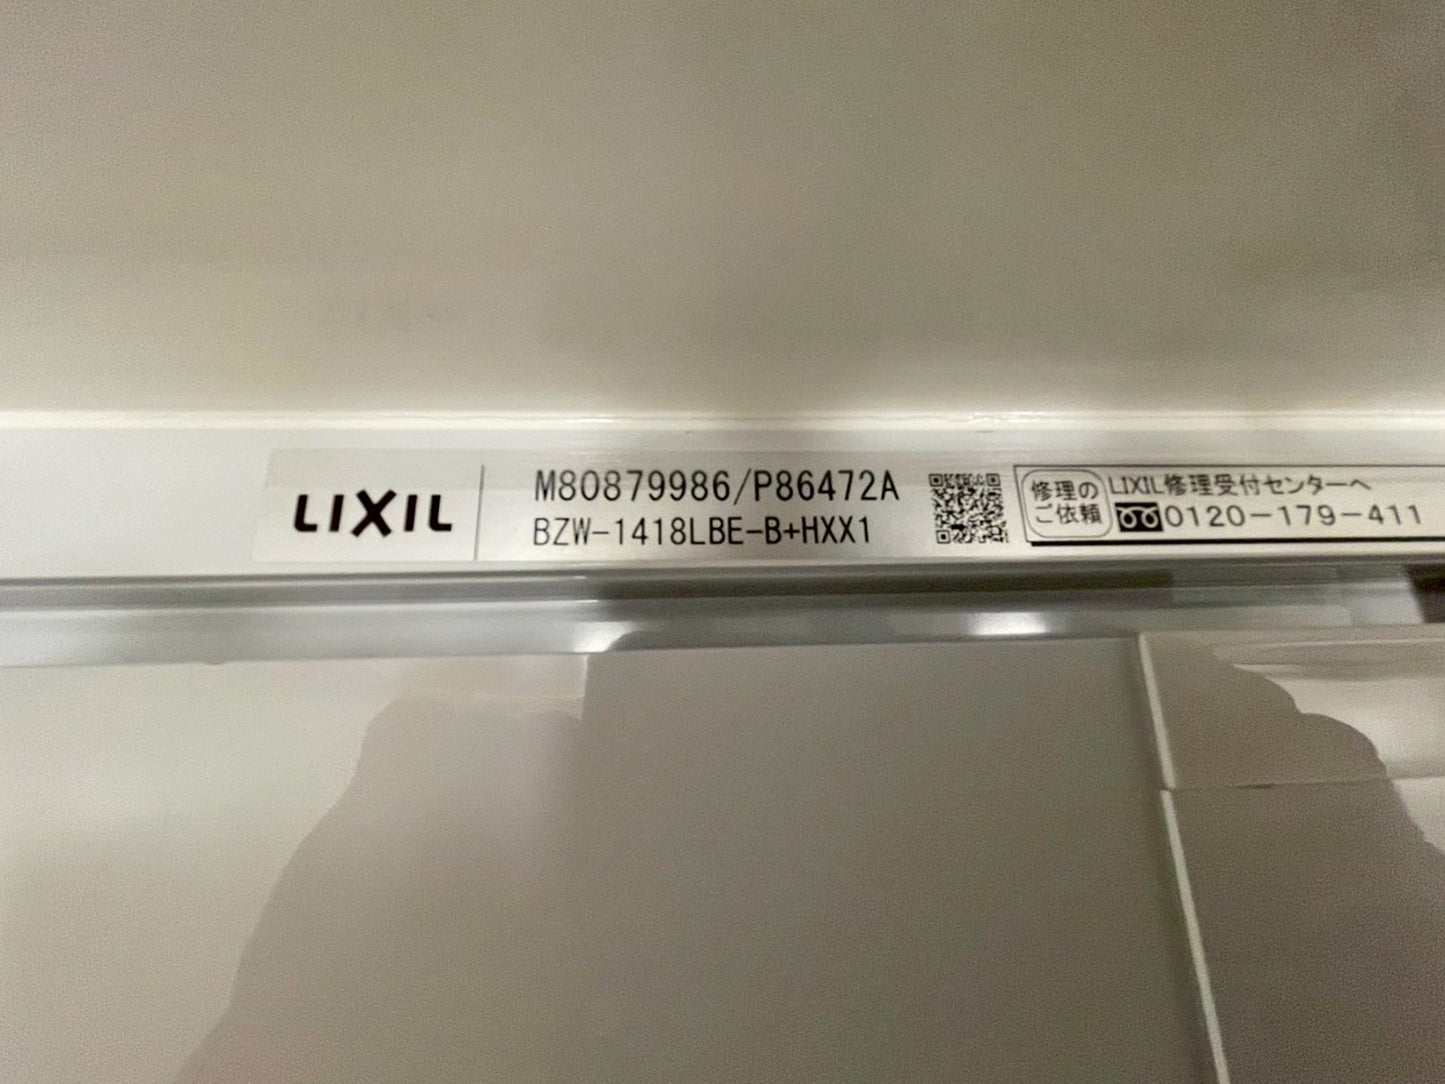 LIXIL
M80879986/P86472A
BZW-1418LBE-B+HXX1
修理の
ご依頼
LIXIL修理受付センターへ
0120-179-411